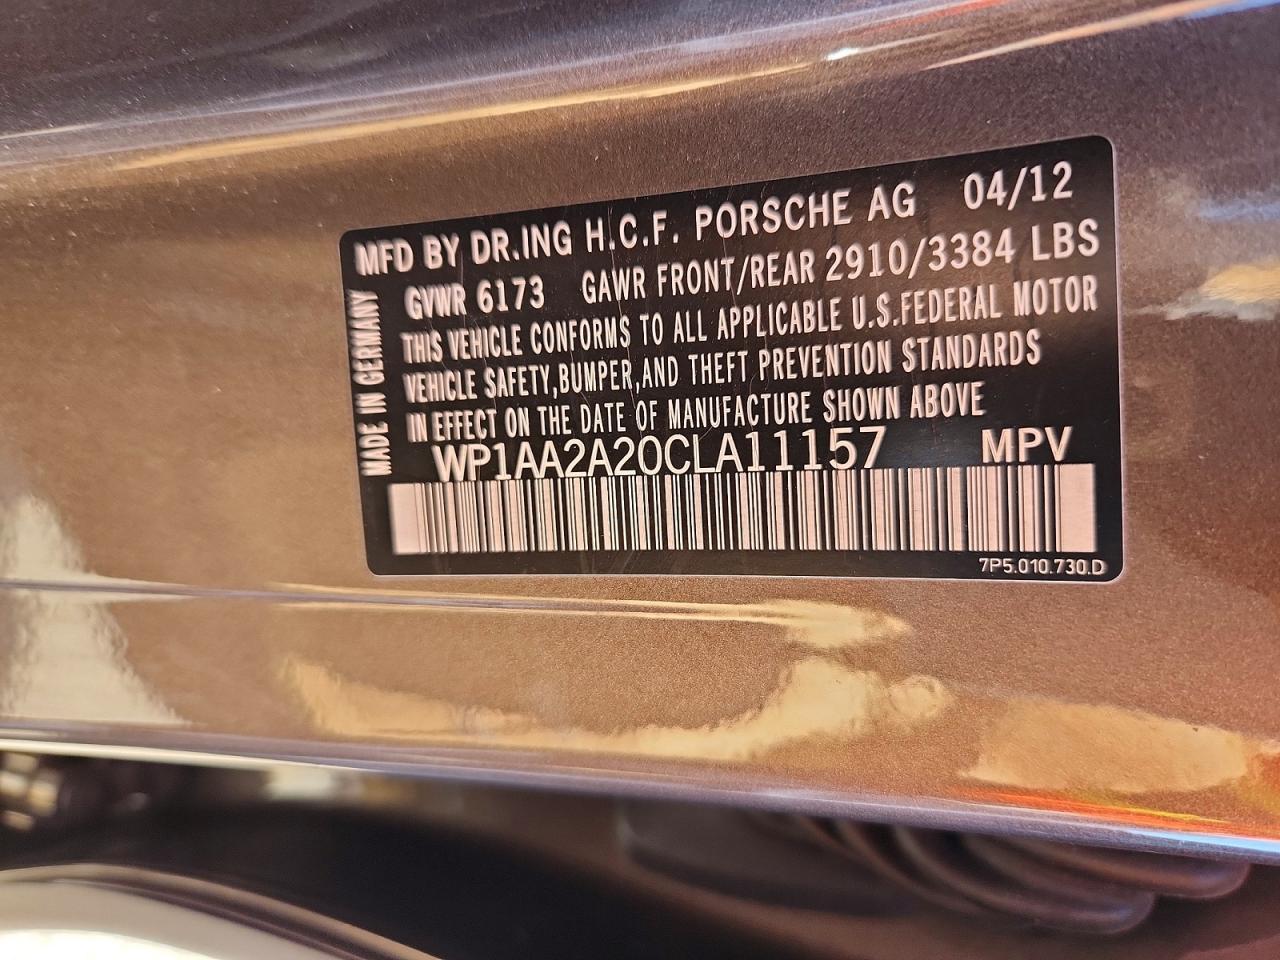 MFD BY DR.ING H.C.F. PORSCHE AG 04/12
GVWR 6173 GAWR FRONT/REAR 2910/3384 LBS
THIS VEHICLE CONFORMS TO ALL APPLICABLE U.S.FEDERAL MOTOR
VEHICLE SAFETY,BUMPER,AND THEFT PREVENTION STANDARDS
IN EFFECT ON THE DATE OF MANUFACTURE SHOWN ABOVE
WP1AA2A20CLA11157 MPV
7P5.010.730.D
MADE IN GERMANY